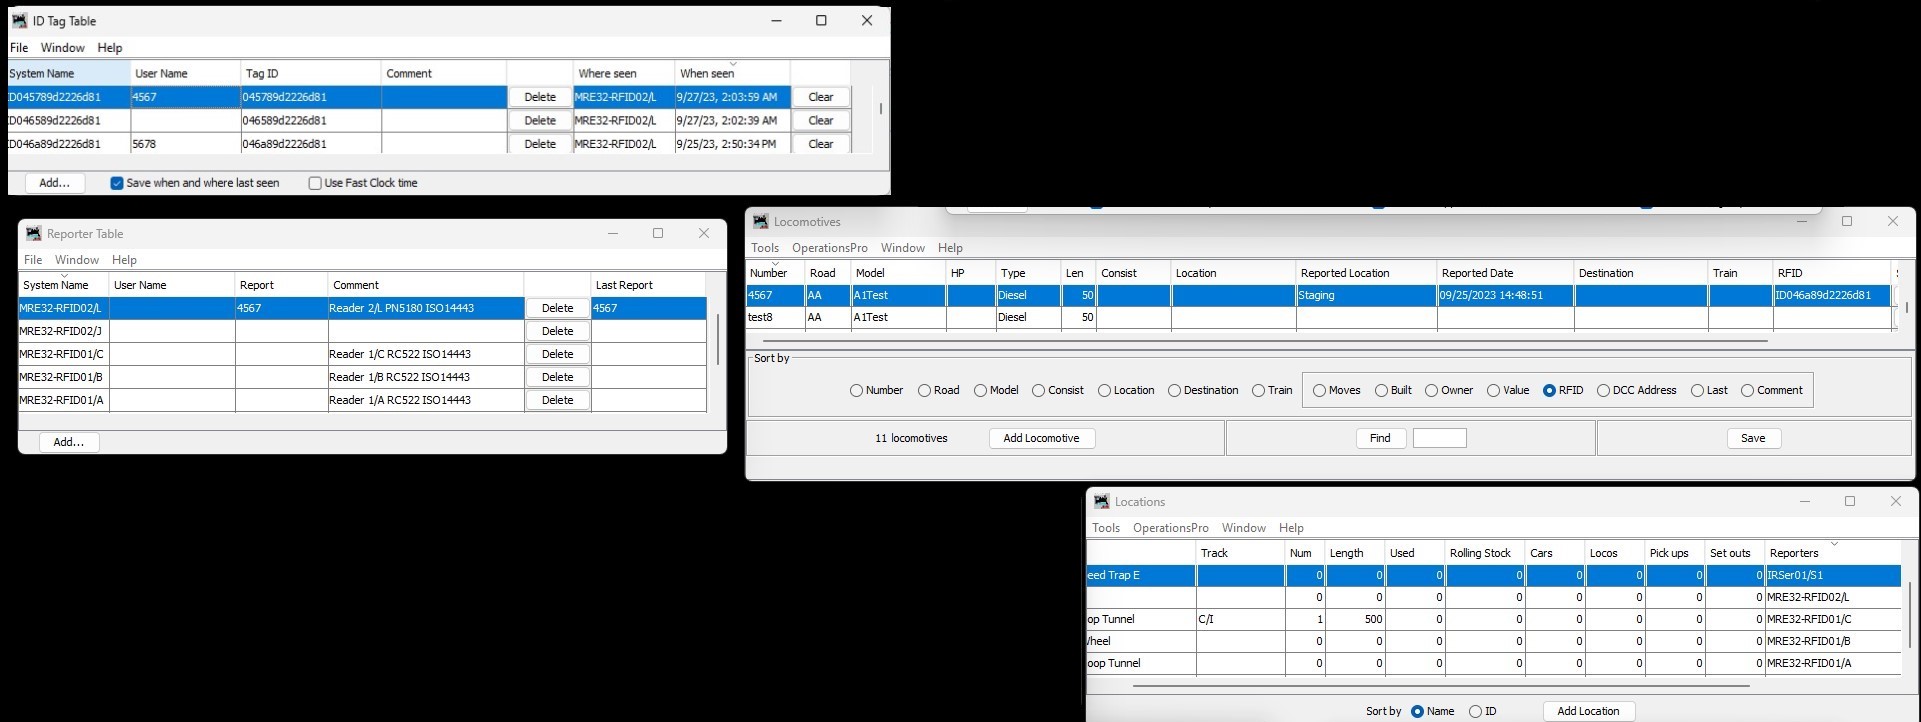 ID Tag Table
File Window Help
System Name User Name Tag ID Comment Where seen When seen
ID045789d2226d81 4567 045789d2226d81 Delete MRE32-RFID02/L 9/27/23, 2:03:59 AM Clear
ID046589d2226d81 046589d2226d81 Delete MRE32-RFID02/L 9/27/23, 2:02:39 AM Clear
ID046a89d2226d81 5678 046a89d2226d81 Delete MRE32-RFID02/L 9/25/23, 2:50:34 PM Clear
Add... Save when and where last seen Use Fast Clock time
Reporter Table
File Window Help
System Name User Name Report Comment Last Report
MRE32-RFID02/L 4567 Reader 2/L PN5180 ISO14443 Delete 4567
MRE32-RFID02/J Delete
MRE32-RFID01/C Reader 1/C RC522 ISO14443 Delete
MRE32-RFID01/B Reader 1/B RC522 ISO14443 Delete
MRE32-RFID01/A Reader 1/A RC522 ISO14443 Delete
Add...
Locomotives
Tools OperationsPro Window Help
Number Road Model HP Type Len Consist Location Reported Location Reported Date Destination Train RFID
4567 AA A1Test Diesel 50 Staging 09/25/2023 14:48:51 ID046a89d2226d81
test8 AA A1Test Diesel 50
Sort by
Number Road Model Consist Location Destination Train Moves Built Owner Value RFID DCC Address Last Comment
11 locomotives Add Locomotive Find Save
Locations
Tools OperationsPro Window Help
Track Num Length Used Rolling Stock Cars Locos Pick ups Set outs Reporters
eed Trap E 0 0 0 0 0 0 0 0 IRSer01/S1
0 0 0 0 0 0 0 0 MRE32-RFID02/L
op Tunnel C/I 1 500 0 0 0 0 0 0 MRE32-RFID01/C
heel 0 0 0 0 0 0 0 0 MRE32-RFID01/B
oop Tunnel 0 0 0 0 0 0 0 0 MRE32-RFID01/A
Sort by Name ID Add Location